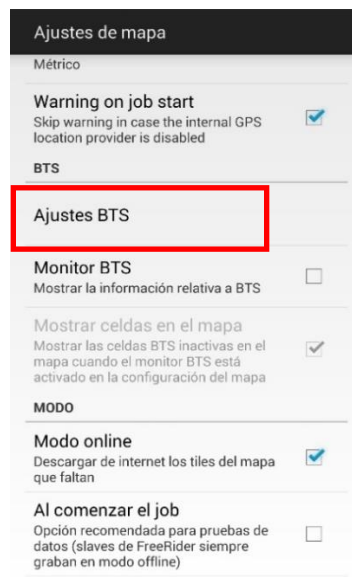 Ajustes de mapa
Métrico
Warning on job start
Skip warning in case the internal GPS
location provider is disabled
BTS
Ajustes BTS
Monitor BTS
Mostrar la información relativa a BTS
Mostrar celdas en el mapa
Mostrar las celdas BTS inactivas en el
mapa cuando el monitor BTS está
activado en la configuración del mapa
MODO
Modo online
Descargar de internet los tiles del mapa
que faltan
Al comenzar el job
Opción recomendada para pruebas de
datos (slaves de FreeRider siempre
graban en modo offline)